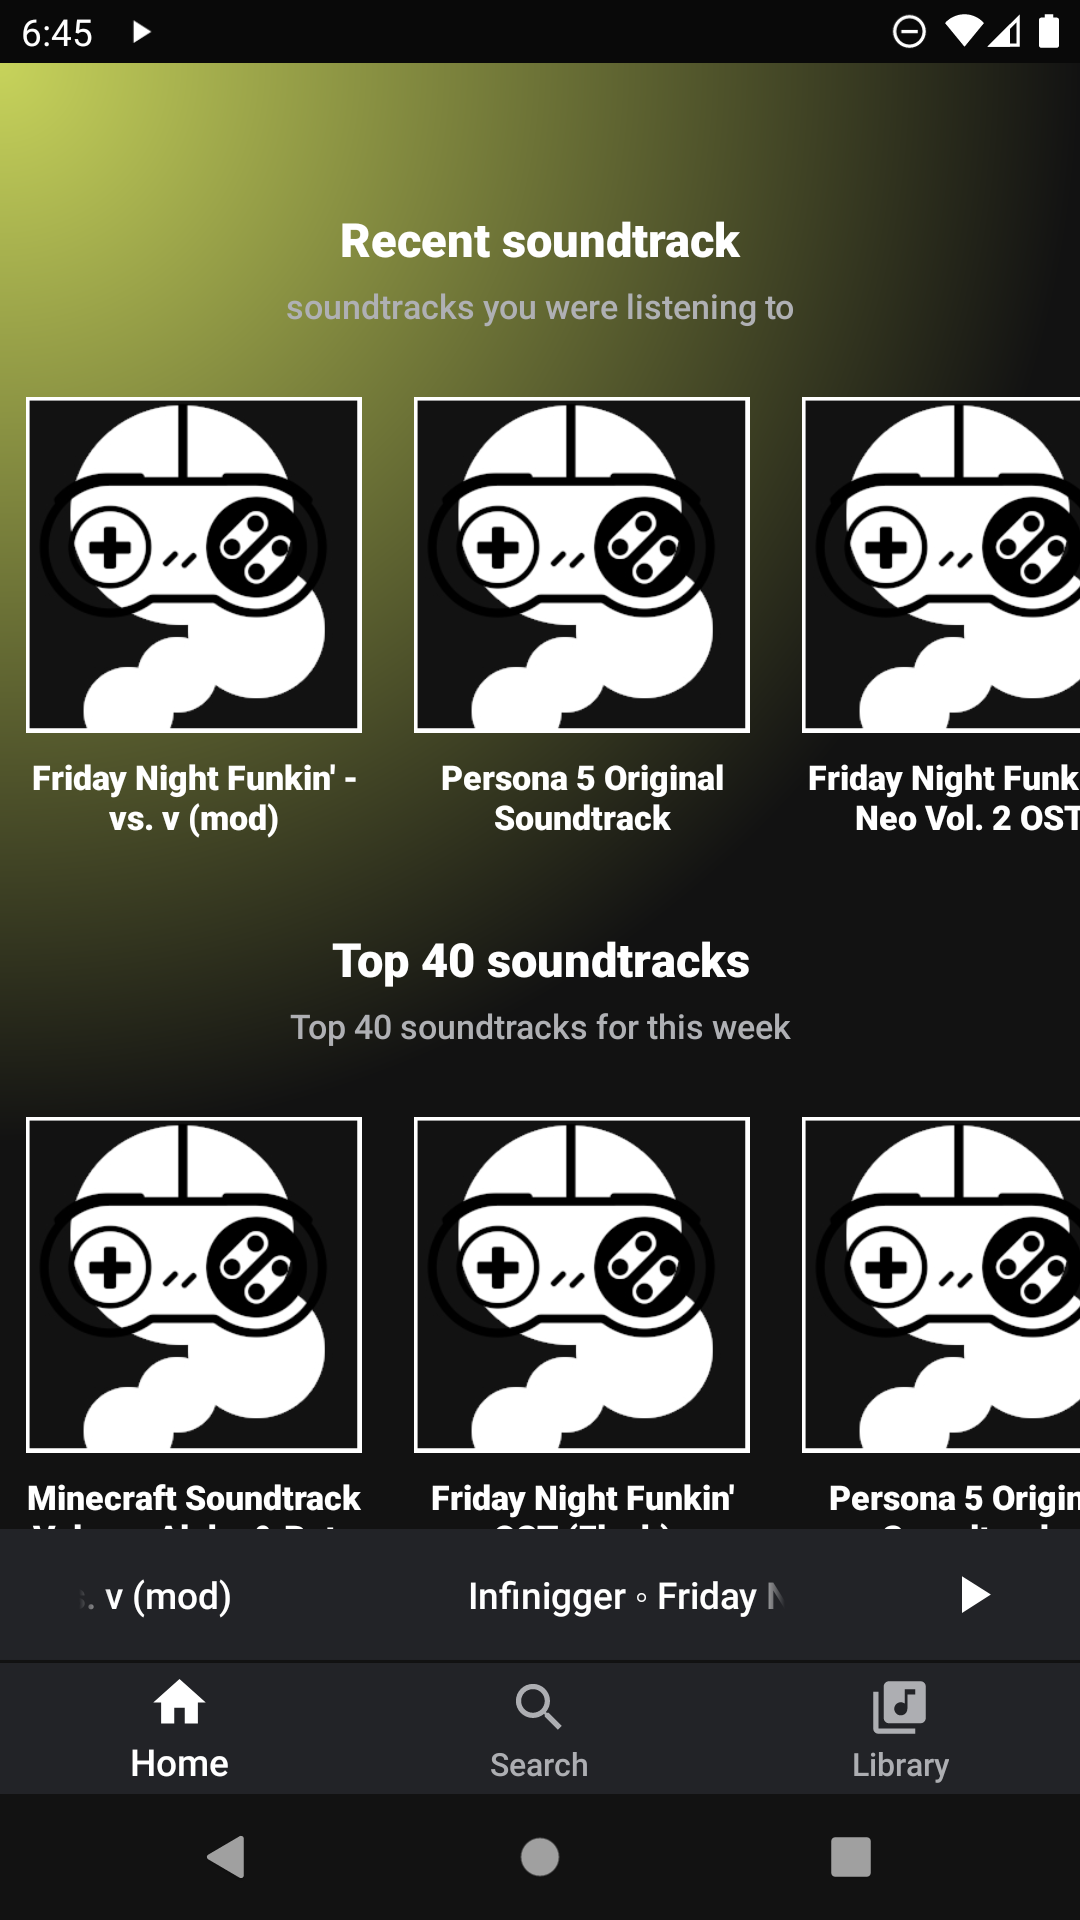 6:45
Recent soundtrack
soundtracks you were listening to
Friday Night Funkin' -
vs. v (mod)
Persona 5 Original
Soundtrack
Friday Night Funk
Neo Vol. 2 OST
Top 40 soundtracks
Top 40 soundtracks for this week
Minecraft Soundtrack
Friday Night Funkin'
Persona 5 Origin
. v (mod)
Infinigger ◦ Friday N
Home
Search
Library